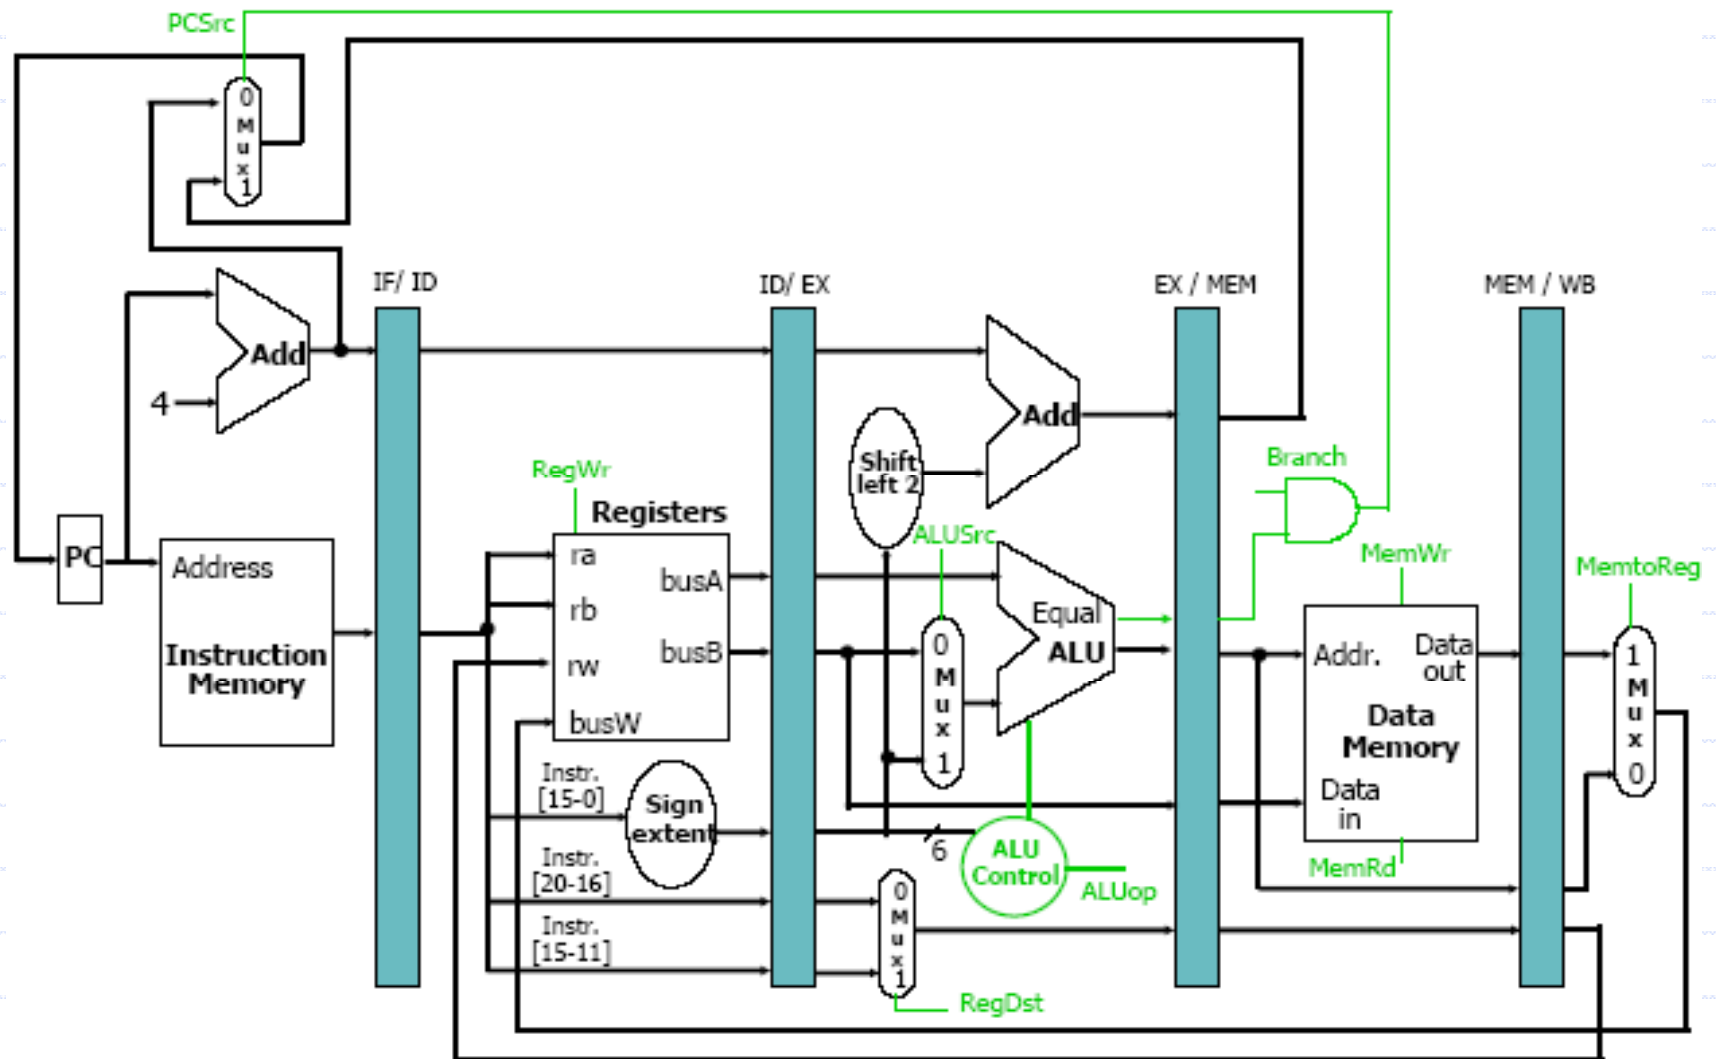 PCSrc
0
M
u
x
1
IF/ ID
ID/ EX
EX / MEM
MEM / WB
Add
4
Add
Shift
left 2
Branch
RegWr
Registers
ALUSrc
MemWr
MemtoReg
PC
Address
Instruction
Memory
ra
rb
rw
busW
busA
busB
0
M
u
x
1
Equal
ALU
Addr.
Data
out
Data
Memory
Data
in
1
M
u
x
0
Instr.
[15-0]
Sign
extent
6
ALU
Control
ALUop
MemRd
Instr.
[20-16]
Instr.
[15-11]
0
M
u
x
1
RegDst